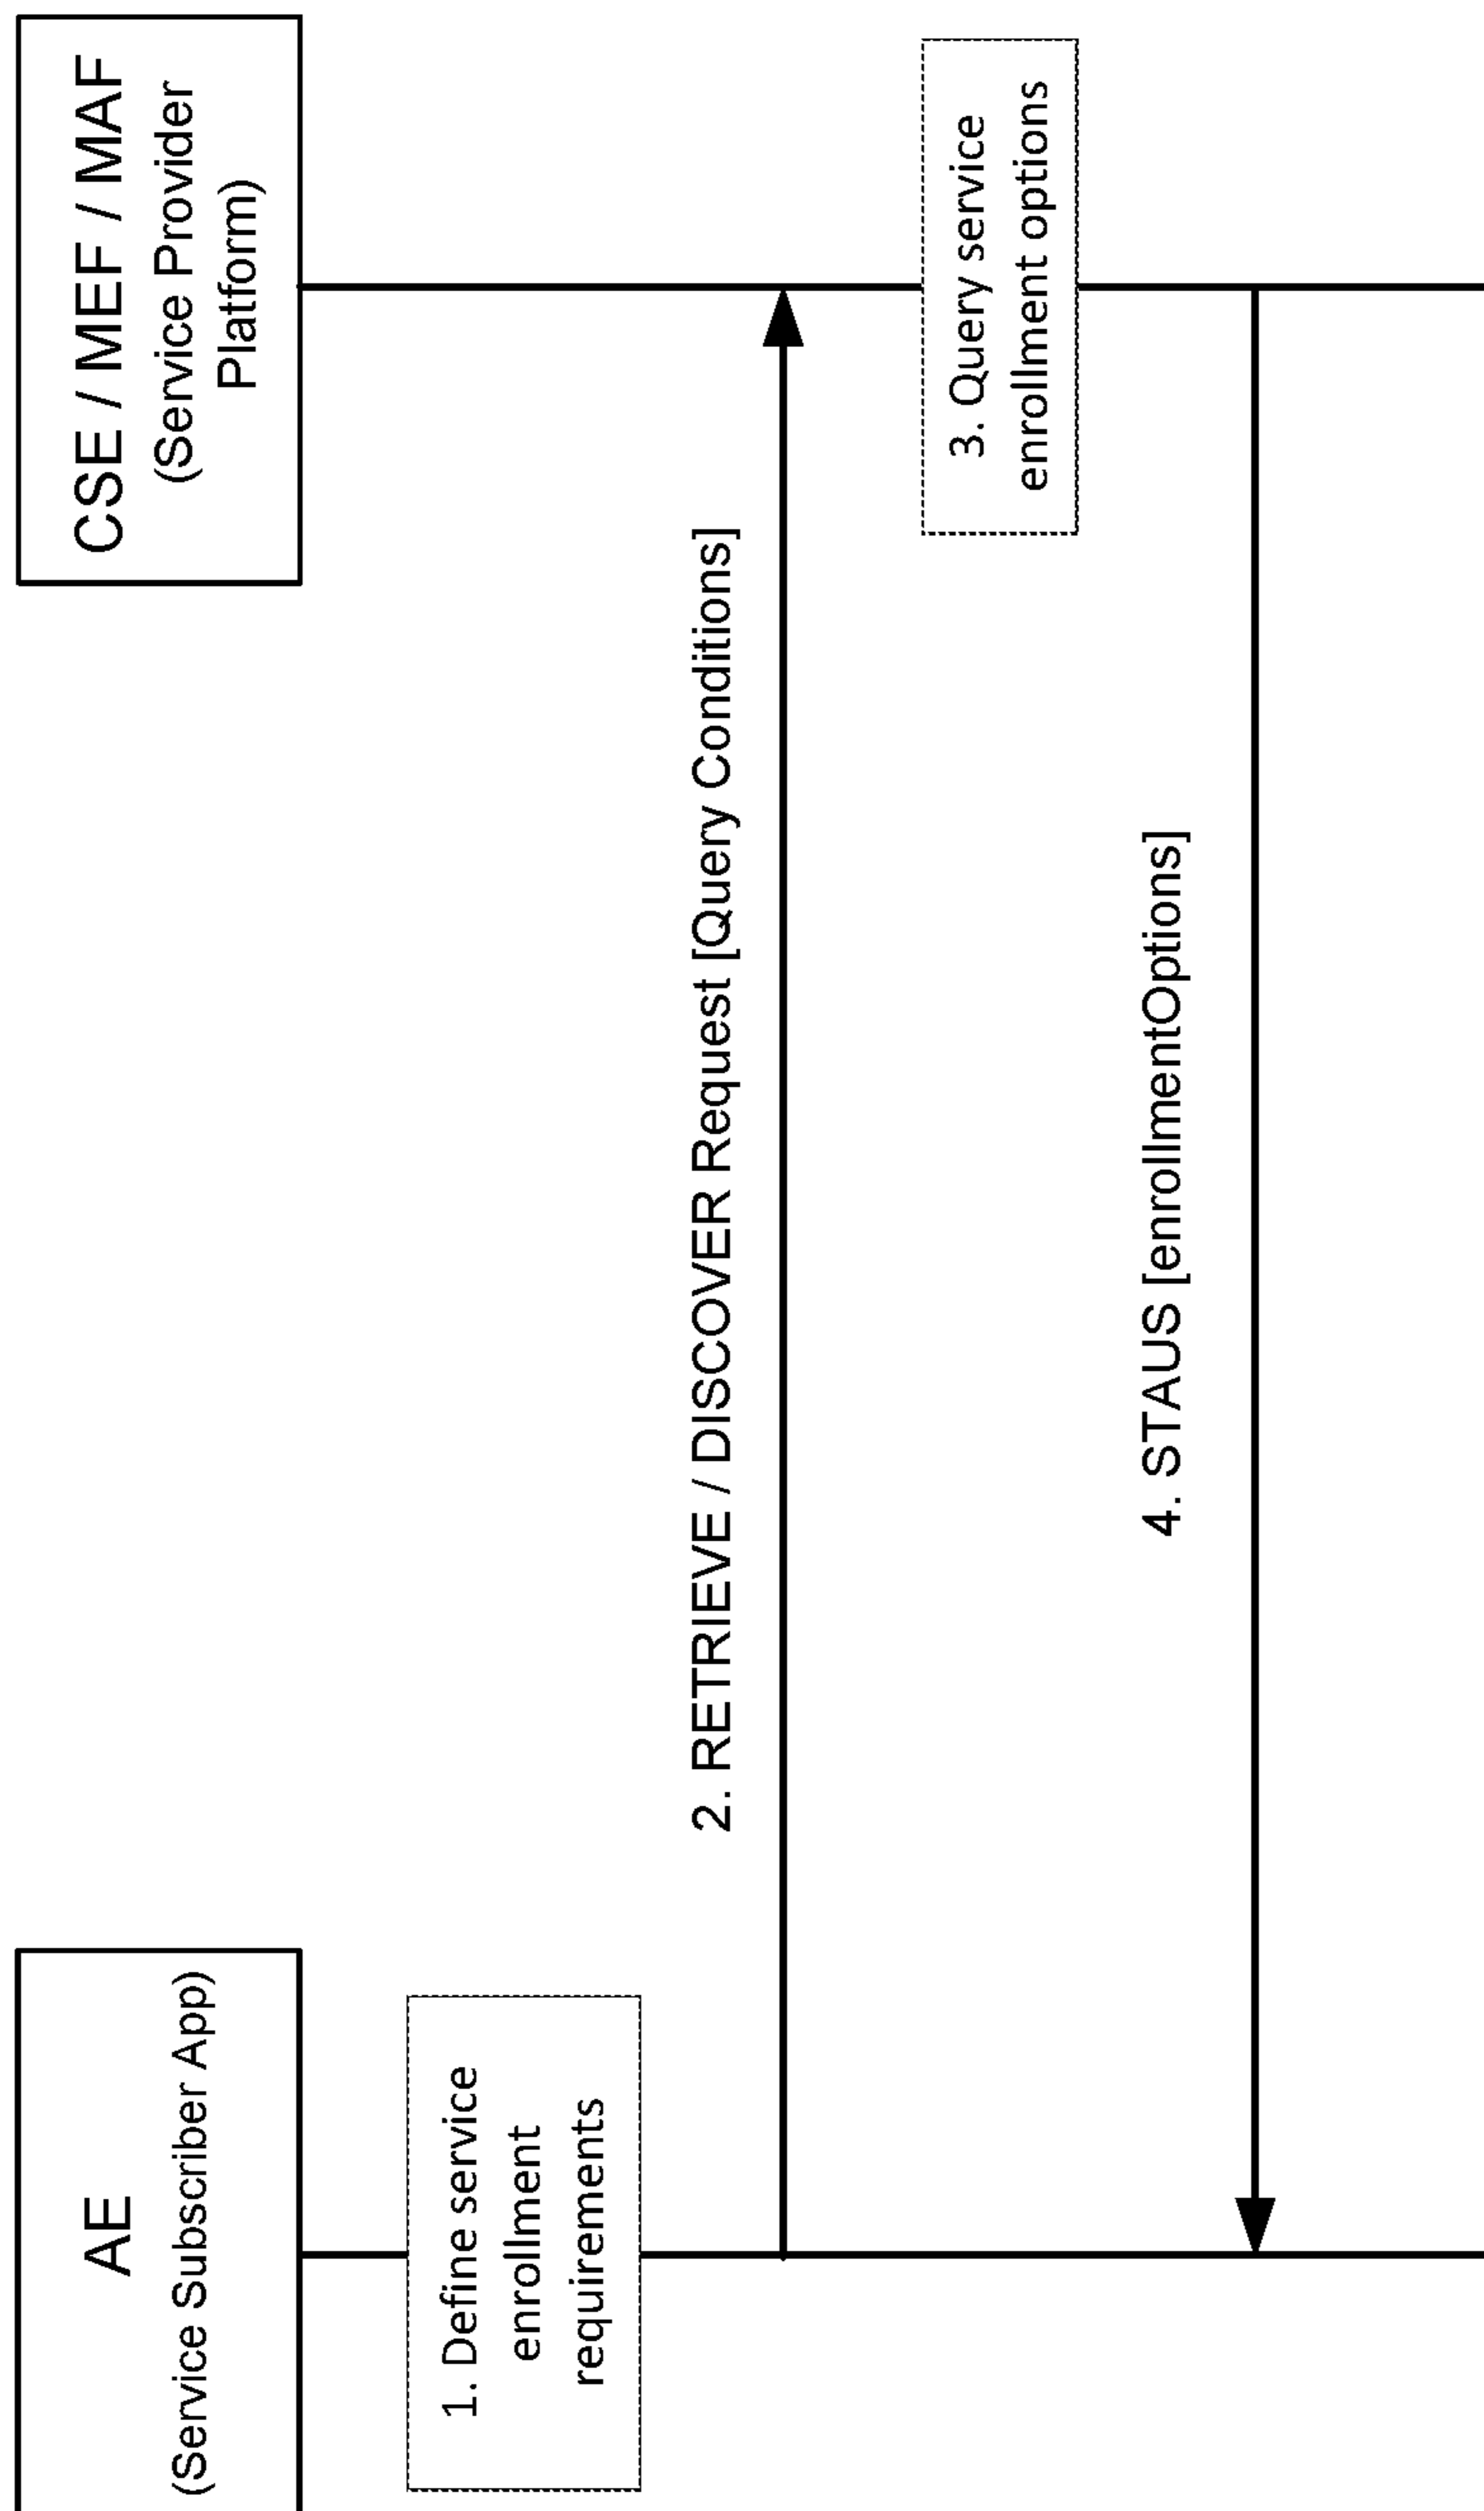 AE
(Service Subscriber App)
CSE / MEF / MAF
(Service Provider
Platform)
1. Define service
enrollment
requirements
2. RETRIEVE / DISCOVER Request [Query Conditions]
3. Query service
enrollment options
4. STAUS [enrollmentOptions]